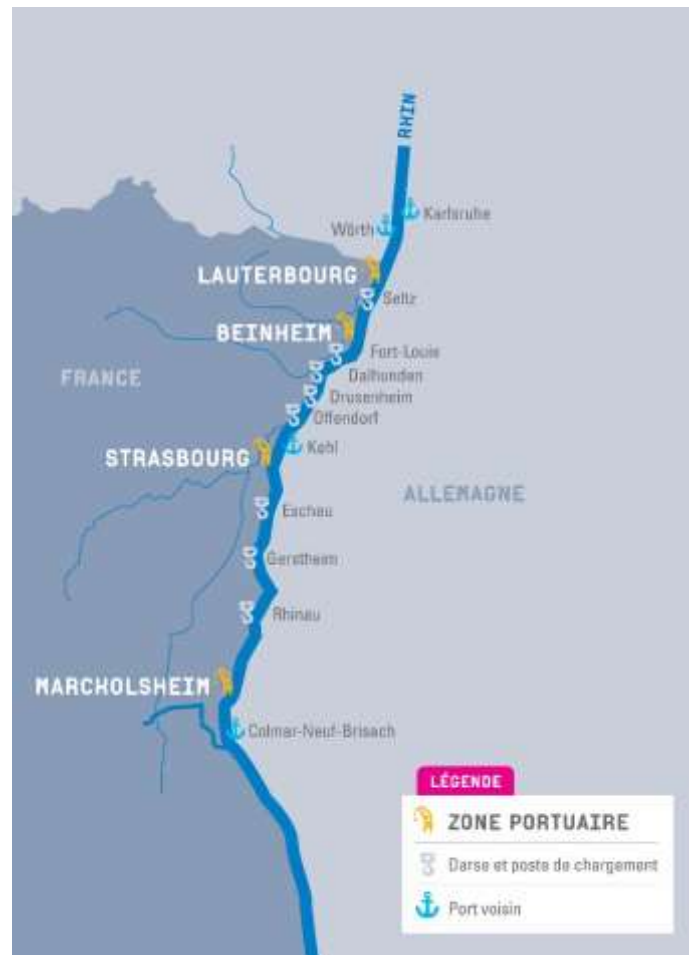 RHIN
Karlsruhe
Wörth
LAUTERBOURG
Seltz
BEINHEIM
Fort-Louis
FRANCE
Dalhunden
Drusenheim
Offendorf
Kehl
STRASBOURG
ALLEMAGNE
Eschau
Gerstheim
Rhinau
MARCKOLSHEIM
Colmar-Neuf-Brisach
LÉGENDE
ZONE PORTUAIRE
Darse et poste de chargement
Port voisin